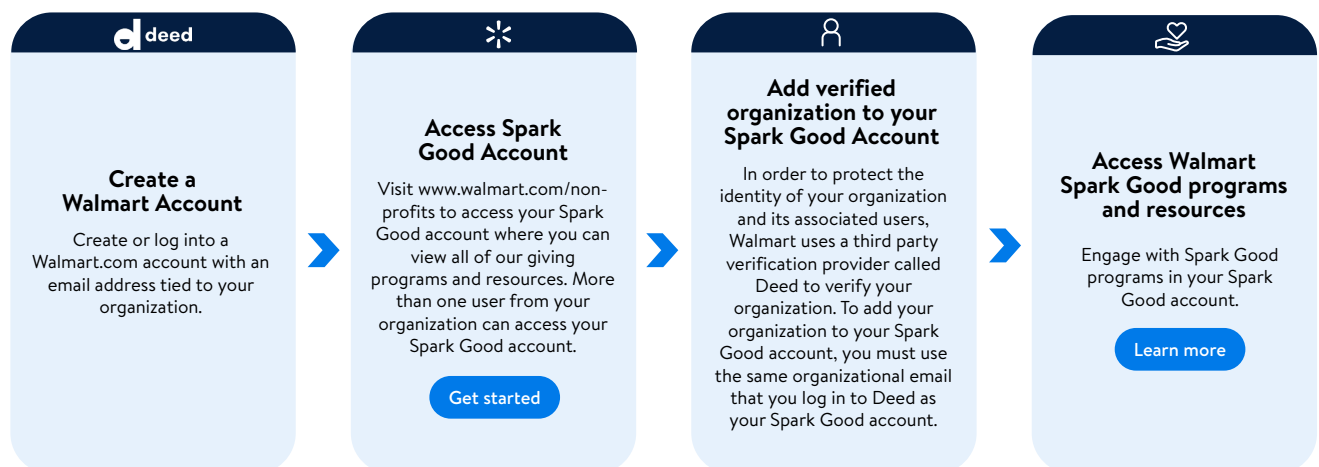 deed
Create a
Walmart Account
Create or log into a
Walmart.com account with an
email address tied to your
organization.
Access Spark
Good Account
Visit www.walmart.com/non-
profits to access your Spark
Good account where you can
view all of our giving
programs and resources. More
than one user from your
organization can access your
Spark Good account.
Get started
Add verified
organization to your
Spark Good Account
In order to protect the
identity of your organization
and its associated users,
Walmart uses a third party
verification provider called
Deed to verify your
organization. To add your
organization to your Spark
Good account, you must use
the same organizational email
that you log in to Deed as
your Spark Good account.
Access Walmart
Spark Good programs
and resources
Engage with Spark Good
programs in your Spark
Good account.
Learn more